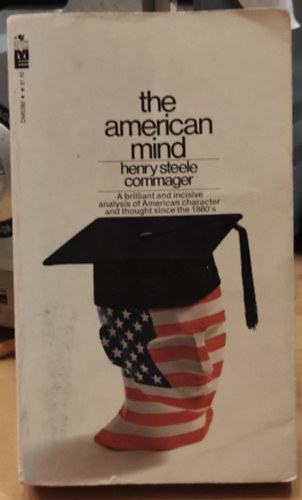 the
american
mind
henry steele
commager
A brilliant and incisive
analysis of American character
and thought since the 1880's